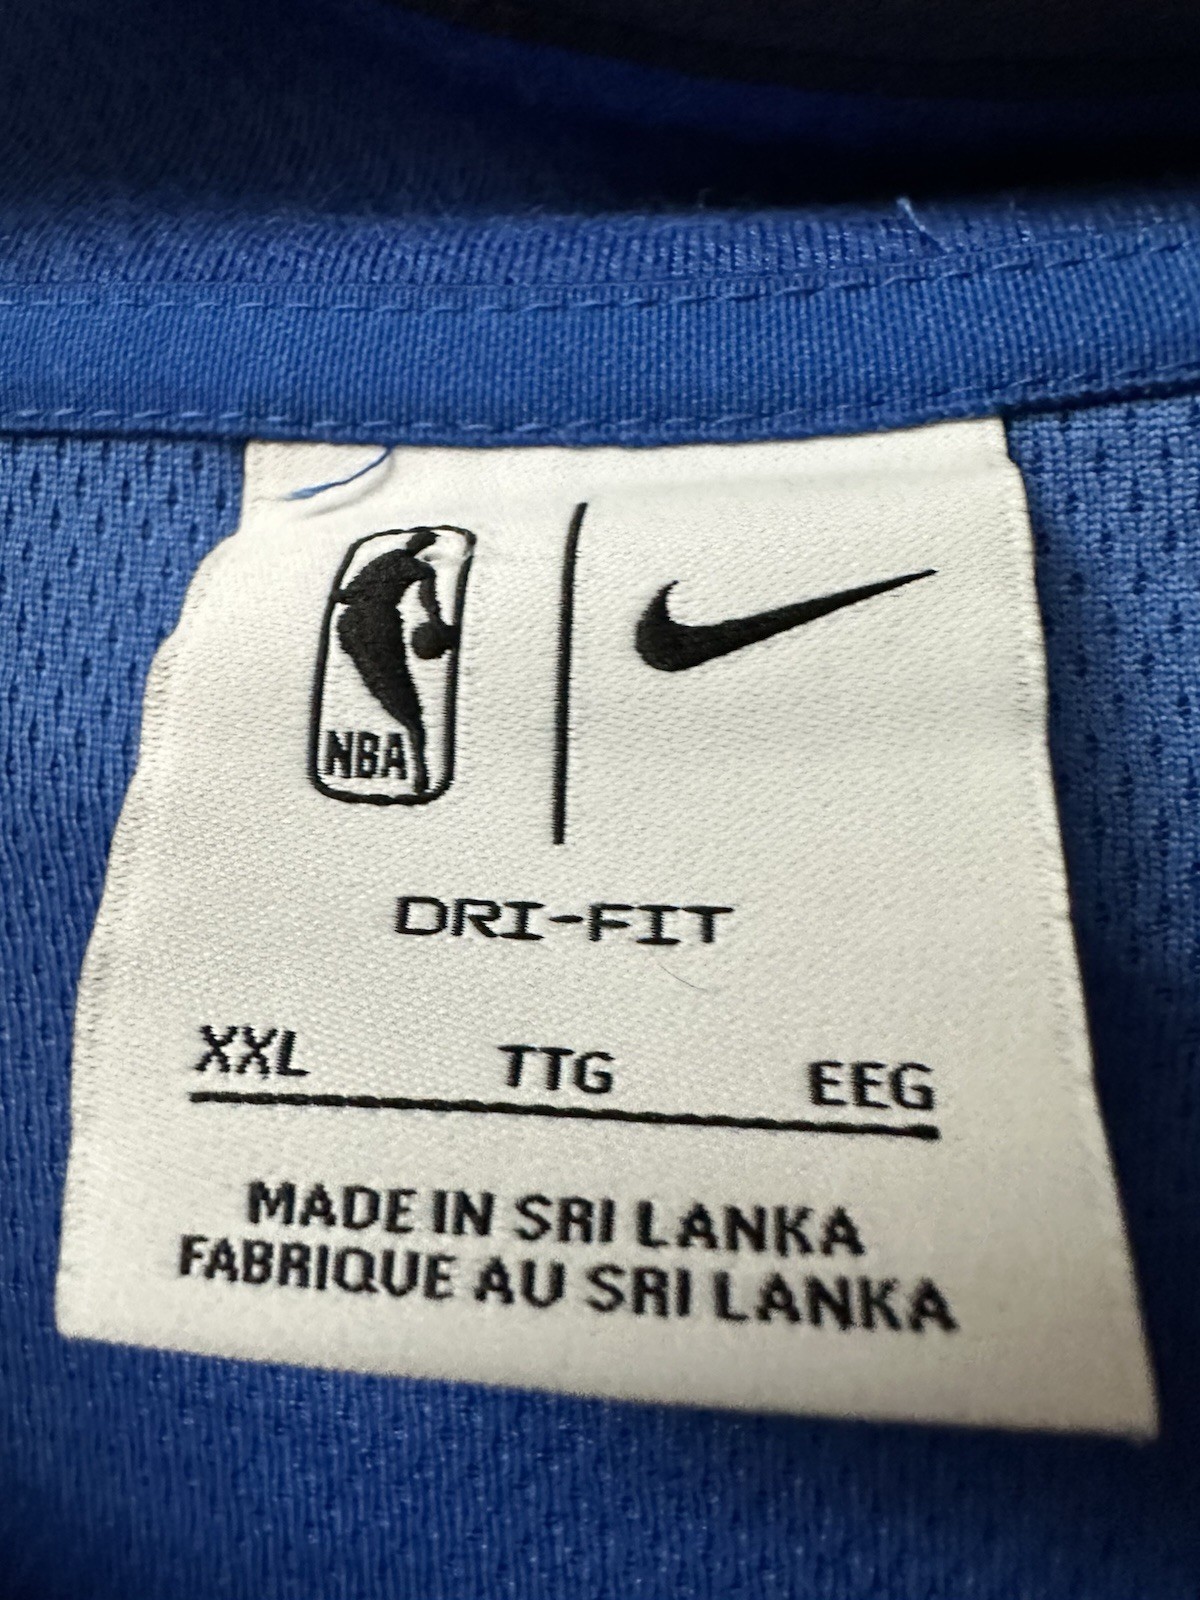 NBA
DRI-FIT
XXL TTG EEG
MADE IN SRI LANKA
FABRIQUE AU SRI LANKA